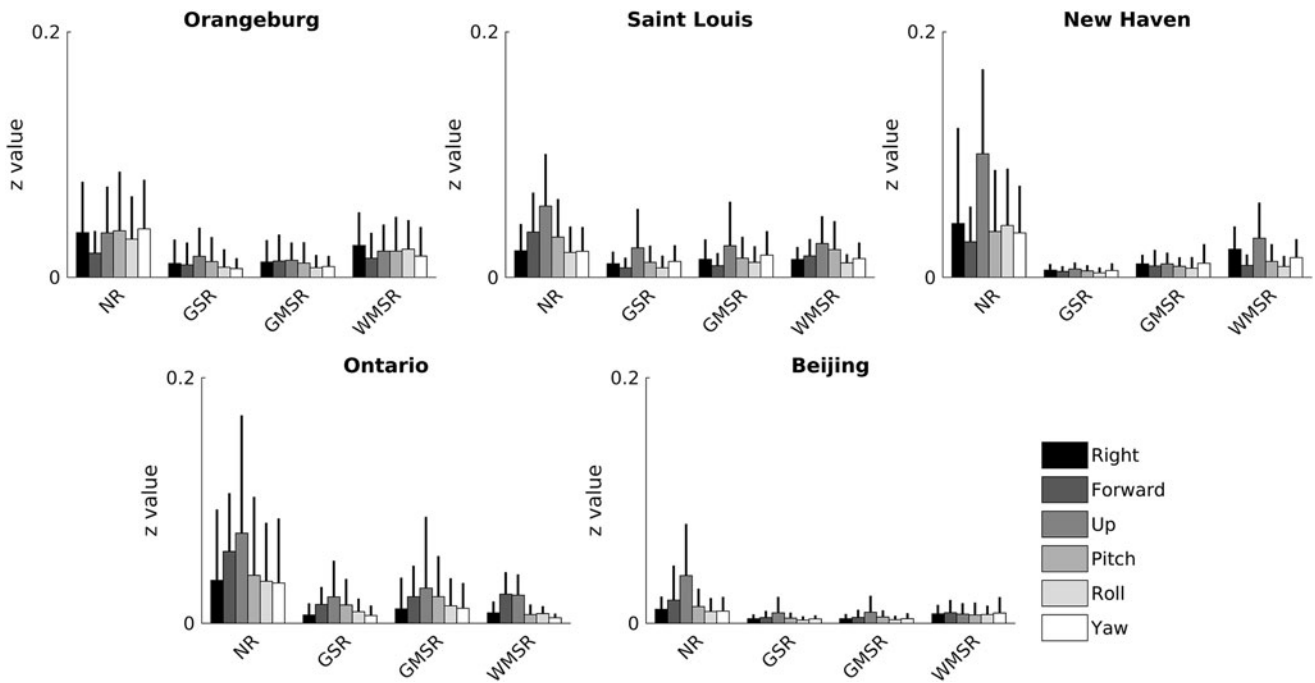 Orangeburg
0.2
z value
0
NR
GSR
GMSR
WMSR
Saint Louis
0.2
z value
0
NR
GSR
GMSR
WMSR
New Haven
0.2
z value
0
NR
GSR
GMSR
WMSR
Ontario
0.2
z value
0
NR
GSR
GMSR
WMSR
Beijing
0.2
z value
0
NR
GSR
GMSR
WMSR
Right
Forward
Up
Pitch
Roll
Yaw